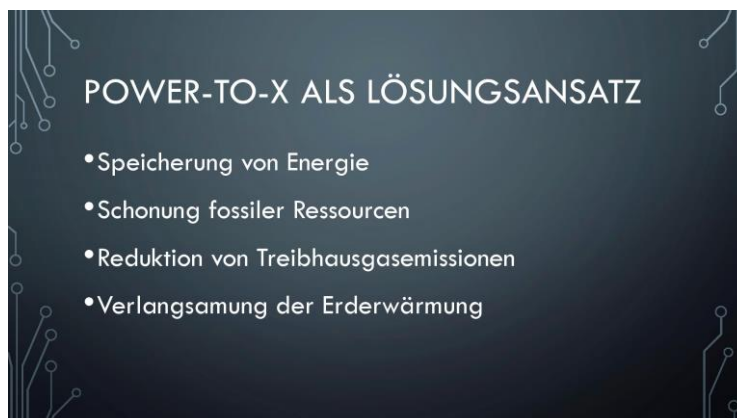 POWER-TO-X ALS LÖSUNGSANSATZ
•Speicherung von Energie
•Schonung fossiler Ressourcen
•Reduktion von Treibhausgasemissionen
•Verlangsamung der Erderwärmung